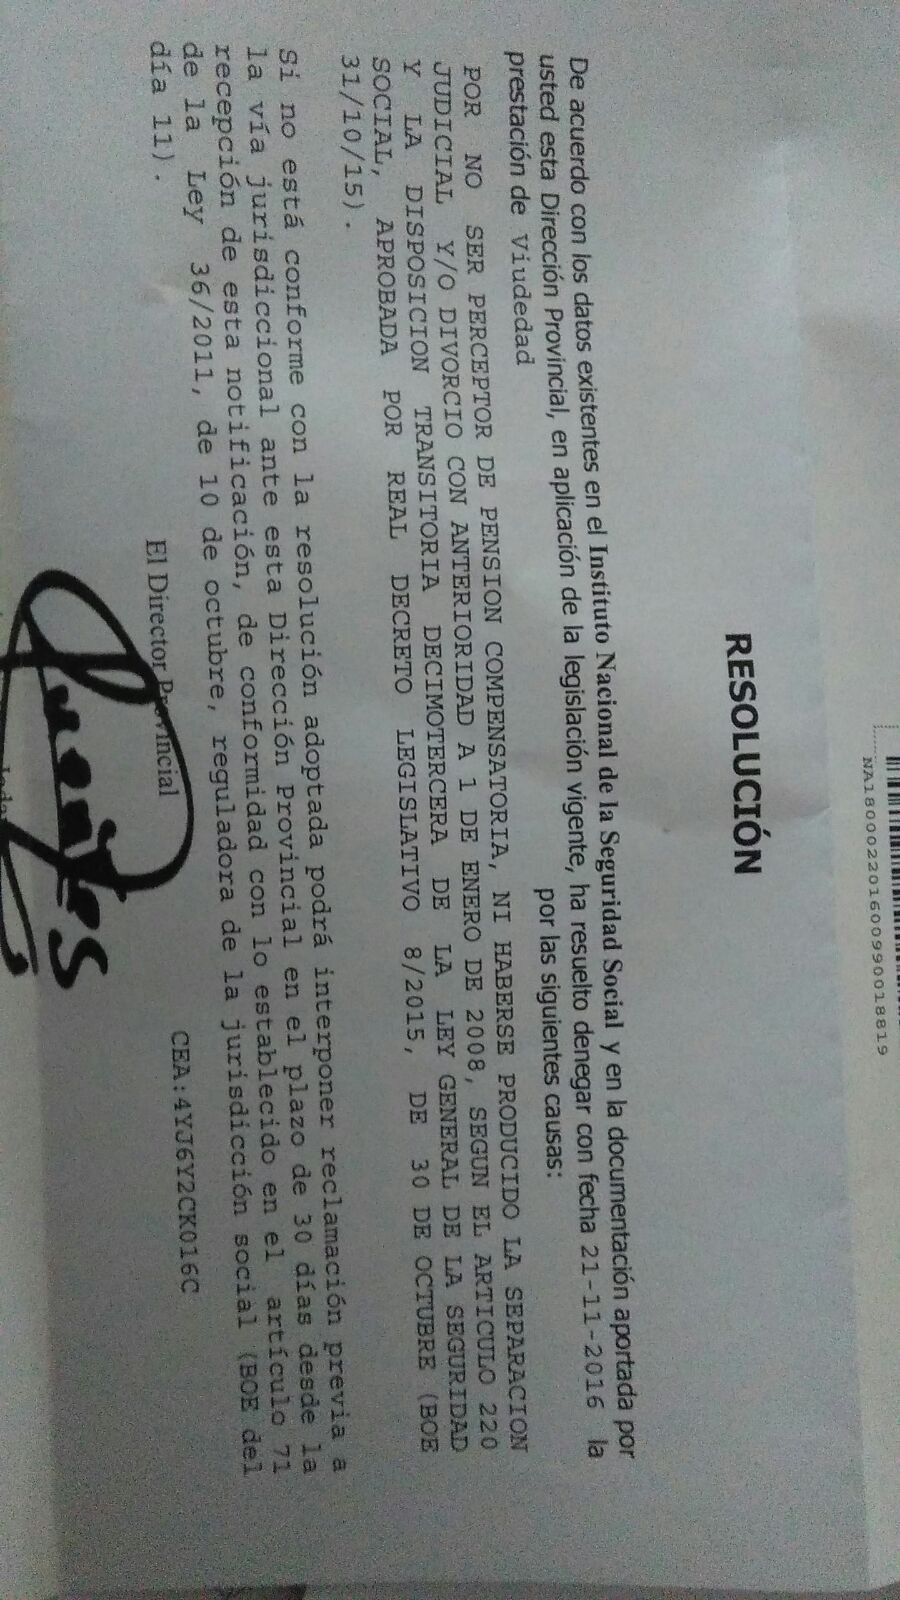 NA1800022016009900188​19
RESOLUCIÓN
De acuerdo con los datos existentes en el Instituto Nacional de la Seguridad Social y en la documentación aportada por
usted esta Dirección Provincial, en aplicación de la legislación vigente, ha resuelto denegar con fecha 21-11-2016 la
prestación de Viudedad por las siguientes causas:
POR NO SER PERCEPTOR DE PENSION COMPENSATORIA, NI HABERSE PRODUCIDO LA SEPARACION
JUDICIAL Y/O DIVORCIO CON ANTERIORIDAD A 1 DE ENERO DE 2008, SEGUN EL ARTICULO 220
Y LA DISPOSICION TRANSITORIA DECIMOTERCERA DE LA LEY GENERAL DE LA SEGURIDAD
SOCIAL, APROBADA POR REAL DECRETO LEGISLATIVO 8/2015, DE 30 DE OCTUBRE (BOE
31/10/15).
Si no está conforme con la resolución adoptada podrá interponer reclamación previa a
la vía jurisdiccional ante esta Dirección Provincial en el plazo de 30 días desde la
recepción de esta notificación, de conformidad con lo establecido en el artículo 71
de la Ley 36/2011, de 10 de octubre, reguladora de la jurisdicción social (BOE del
día 11).
CEA:4YJ6Y2CK016C
El Director Provincial